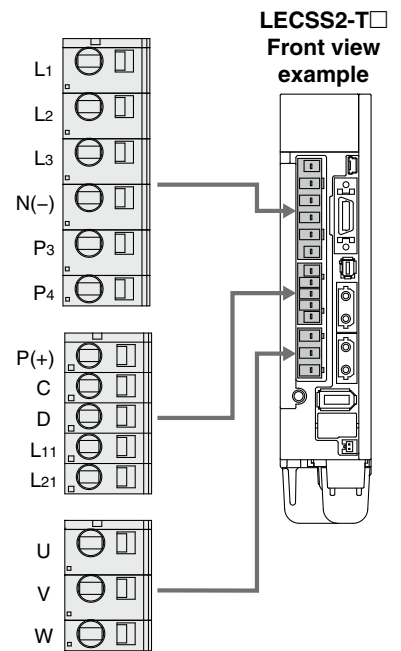 LECSS2-T□
Front view
example
L1
L2
L3
N(−)
P3
P4
P(+)
C
D
L11
L21
U
V
W